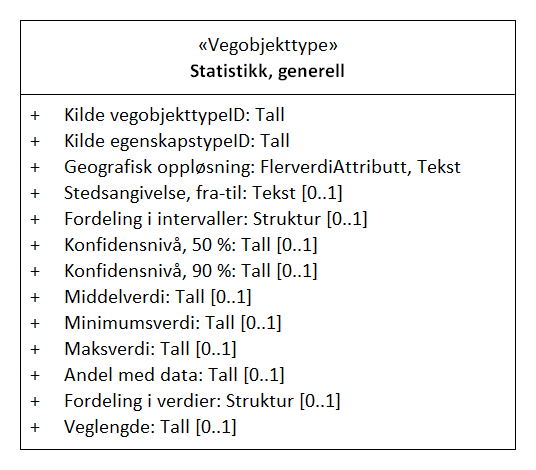 «Vegobjekttype»
Statistikk, generell
+ Kilde vegobjekttypeID: Tall
+ Kilde egenskapstypeID: Tall
+ Geografisk oppløsning: FlerverdiAttributt, Tekst
+ Stedsangivelse, fra-til: Tekst [0..1]
+ Fordeling i intervaller: Struktur [0..1]
+ Konfidensnivå, 50 %: Tall [0..1]
+ Konfidensnivå, 90 %: Tall [0..1]
+ Middelverdi: Tall [0..1]
+ Minimumsverdi: Tall [0..1]
+ Maksverdi: Tall [0..1]
+ Andel med data: Tall [0..1]
+ Fordeling i verdier: Struktur [0..1]
+ Veglengde: Tall [0..1]